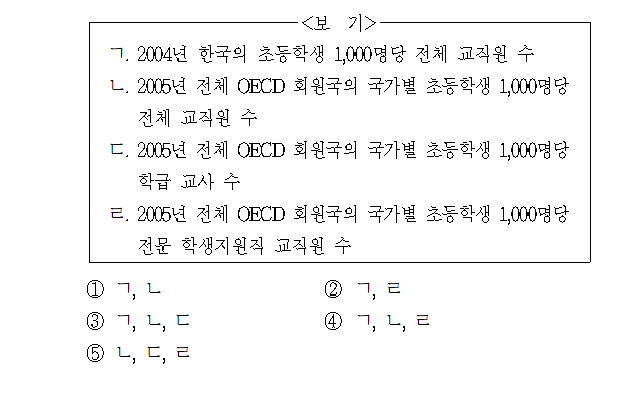 <보 기>
ㄱ. 2004년 한국의 초등학생 1,000명당 전체 교직원 수
ㄴ. 2005년 전체 OECD 회원국의 국가별 초등학생 1,000명당
전체 교직원 수
ㄷ. 2005년 전체 OECD 회원국의 국가별 초등학생 1,000명당
학급 교사 수
ㄹ. 2005년 전체 OECD 회원국의 국가별 초등학생 1,000명당
전문 학생지원직 교직원 수
① ㄱ, ㄴ ② ㄱ, ㄹ
③ ㄱ, ㄴ, ㄷ ④ ㄱ, ㄴ, ㄹ
⑤ ㄴ, ㄷ, ㄹ